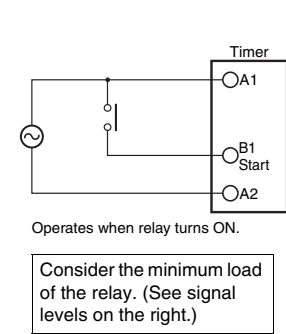 Timer
A1
B1
Start
A2
Operates when relay turns ON.
Consider the minimum load
of the relay. (See signal
levels on the right.)